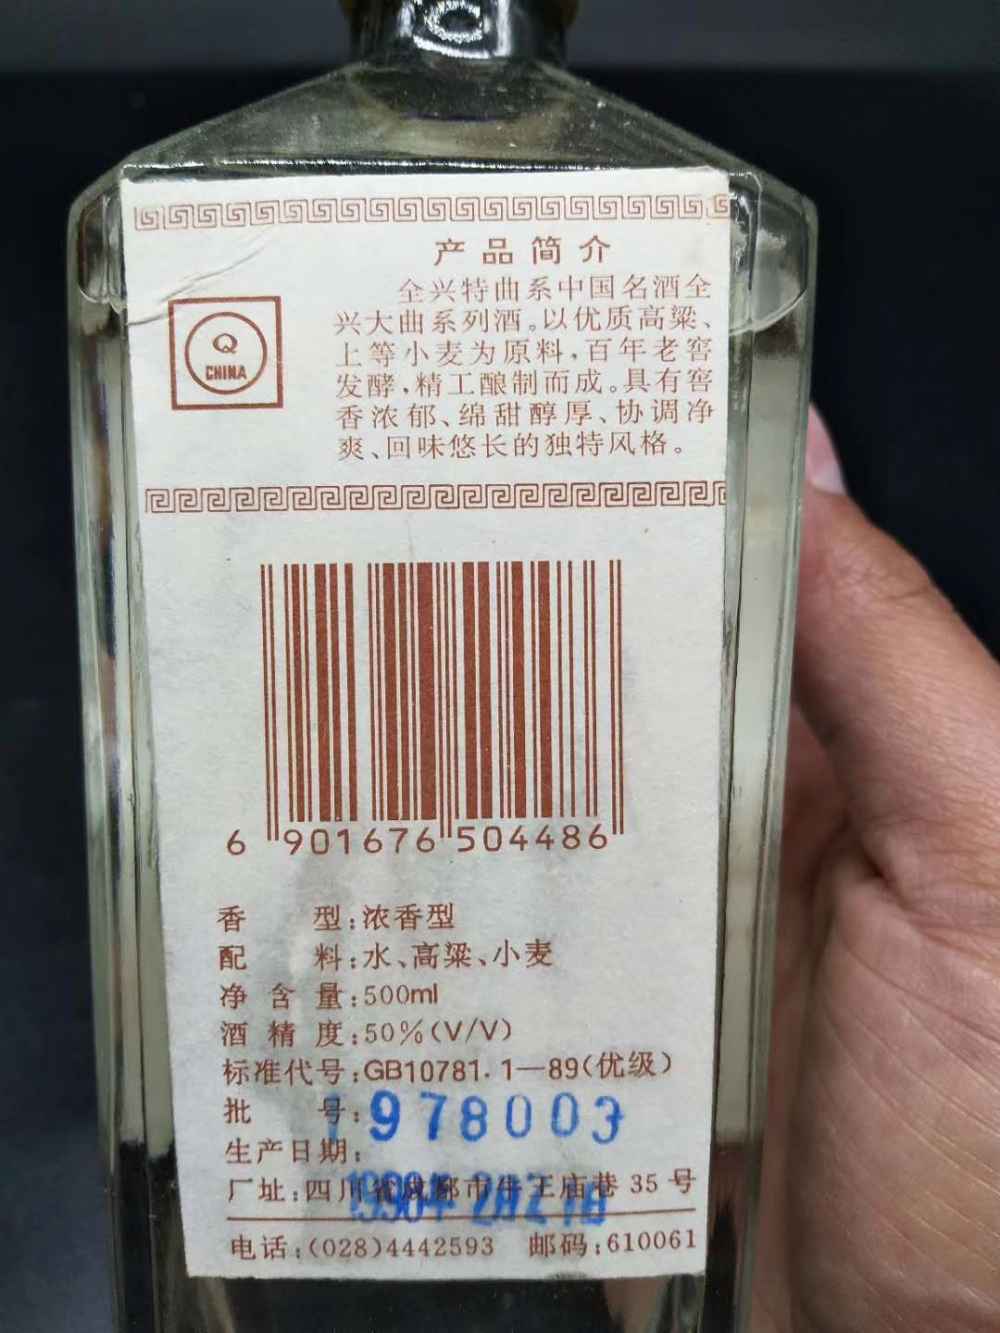 产品简介
全兴特曲系中国名酒全
兴大曲系列酒。以优质高粱、
上等小麦为原料,百年老窖
发酵,精工酿制而成。具有窖
香浓郁、绵甜醇厚、协调净
爽、回味悠长的独特风格。
Q
CHINA
6 901676 504486
香型:浓香型
配料:水、高粱、小麦
净含量:500ml
酒精度:50%(V/V)
标准代号:GB10781.1—89(优级)
批号:978003
生产日期:
厂址:四川省成都市牛王庙巷35号
电话:(028)4442593 邮码:610061